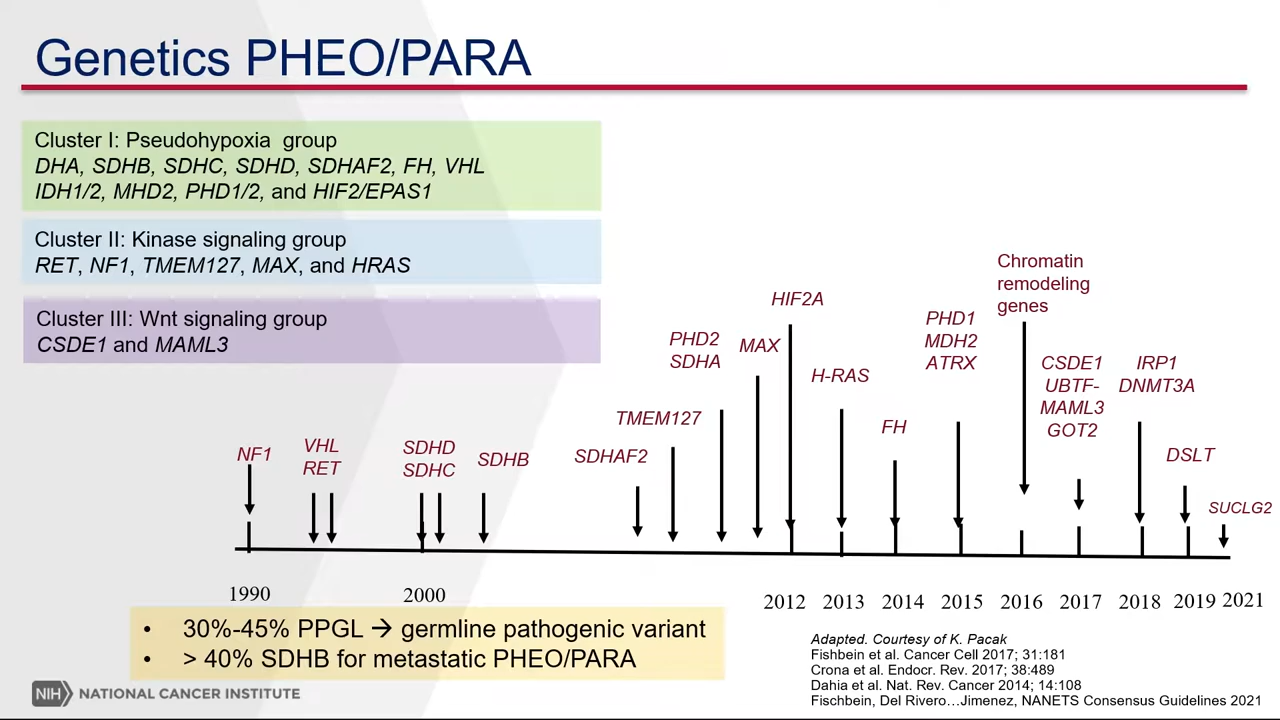 Genetics PHEO/PARA
Cluster I: Pseudohypoxia group
DHA, SDHB, SDHC, SDHD, SDHAF2, FH, VHL
IDH1/2, MHD2, PHD1/2, and HIF2/EPAS1
Cluster II: Kinase signaling group
RET, NF1, TMEM127, MAX, and HRAS
Cluster III: Wnt signaling group
CSDE1 and MAML3
NF1
VHL
RET
SDHD
SDHC
SDHB
SDHAF2
TMEM127
PHD2
SDHA
MAX
HIF2A
H-RAS
FH
PHD1
MDH2
ATRX
Chromatin
remodeling
genes
CSDE1
UBTF-
MAML3
GOT2
IRP1
DNMT3A
DSLT
SUCLG2
1990
2000
2012
2013
2014
2015
2016
2017
2018
2019
2021
• 30%-45% PPGL → germline pathogenic variant
• > 40% SDHB for metastatic PHEO/PARA
Adapted. Courtesy of K. Pacak
Fishbein et al. Cancer Cell 2017; 31:181
Crona et al. Endocr. Rev. 2017; 38:489
Dahia et al. Nat. Rev. Cancer 2014; 14:108
Fischbein, Del Rivero…Jimenez, NANETS Consensus Guidelines 2021
NIH NATIONAL CANCER INSTITUTE